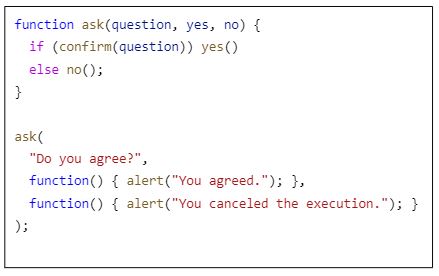 function ask(question, yes, no) {
  if (confirm(question)) yes()
  else no();
}

ask(
  "Do you agree?",
  function() { alert("You agreed."); },
  function() { alert("You canceled the execution."); }
);